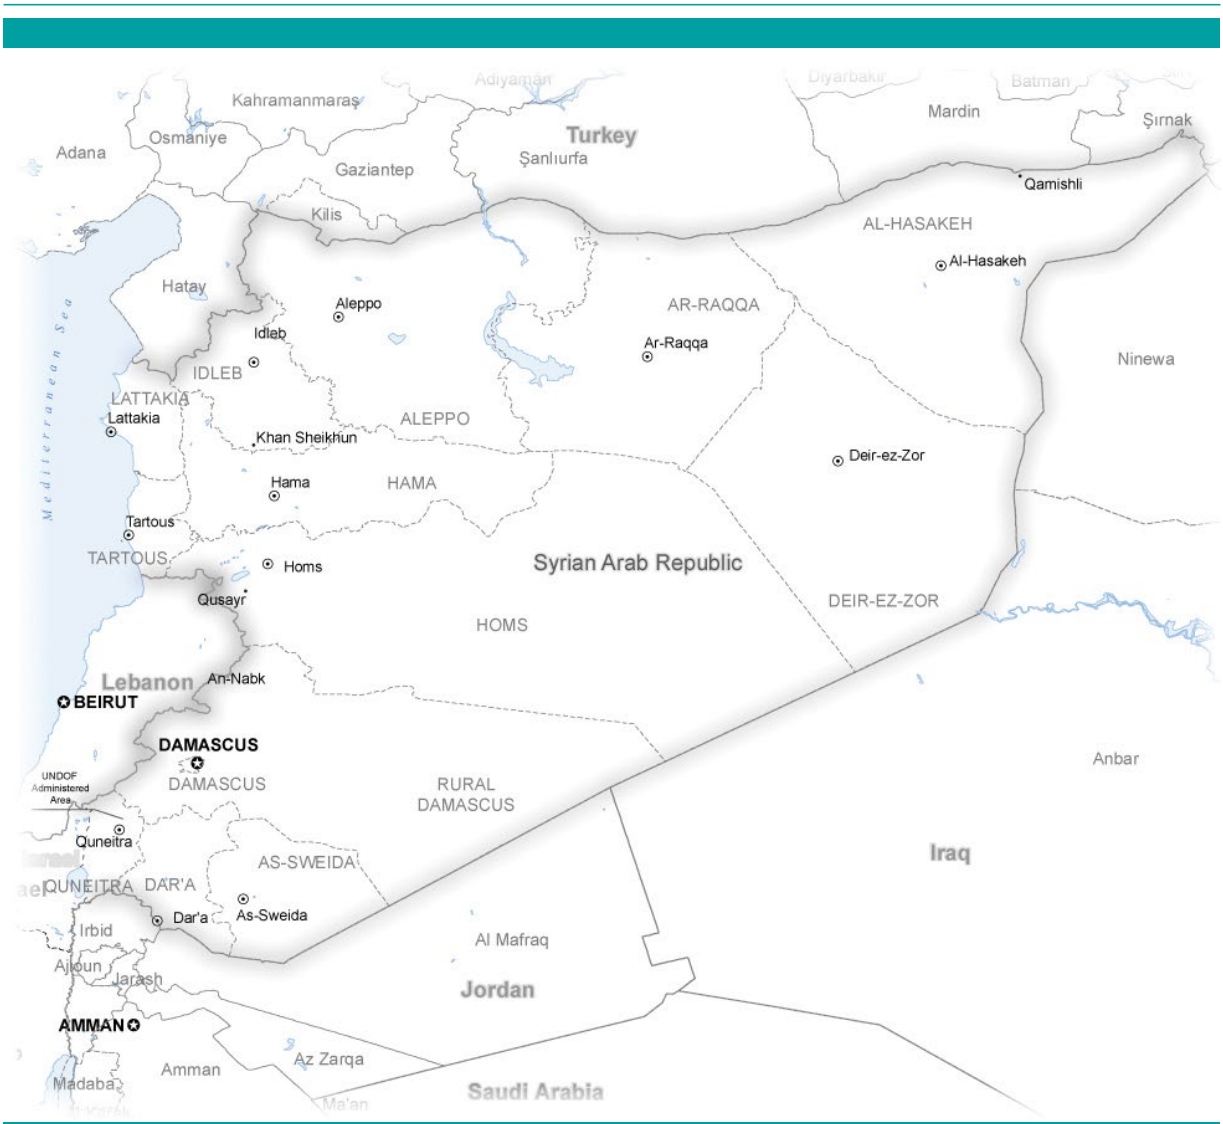 Adiyaman
Diyarbakir
Batman
Kahramanmaraş
Mardin
Şırnak
Osmaniye
Turkey
Adana
Şanlıurfa
Gaziantep
Qamishli
Kilis
AL-HASAKEH
Al-Hasakeh
Hatay
Mediterranean Sea
Aleppo
AR-RAQQA
Idleb
Ar-Raqqa
Ninewa
IDLEB
LATTAKIA
Lattakia
ALEPPO
Khan Sheikhun
Deir-ez-Zor
Hama
HAMA
Tartous
TARTOUS
Homs
Syrian Arab Republic
Qusayr
DEIR-EZ-ZOR
HOMS
An-Nabk
Lebanon
BEIRUT
DAMASCUS
Anbar
UNDOF
Administered
Area
DAMASCUS
RURAL
DAMASCUS
Quneitra
Israel
AS-SWEIDA
Iraq
QUNEITRA
DAR'A
As-Sweida
Dar'a
Irbid
Al Mafraq
Ajloun
Jarash
Jordan
AMMAN
Az Zarqa
Amman
Madaba
Saudi Arabia
Ma'an
Al-Karak